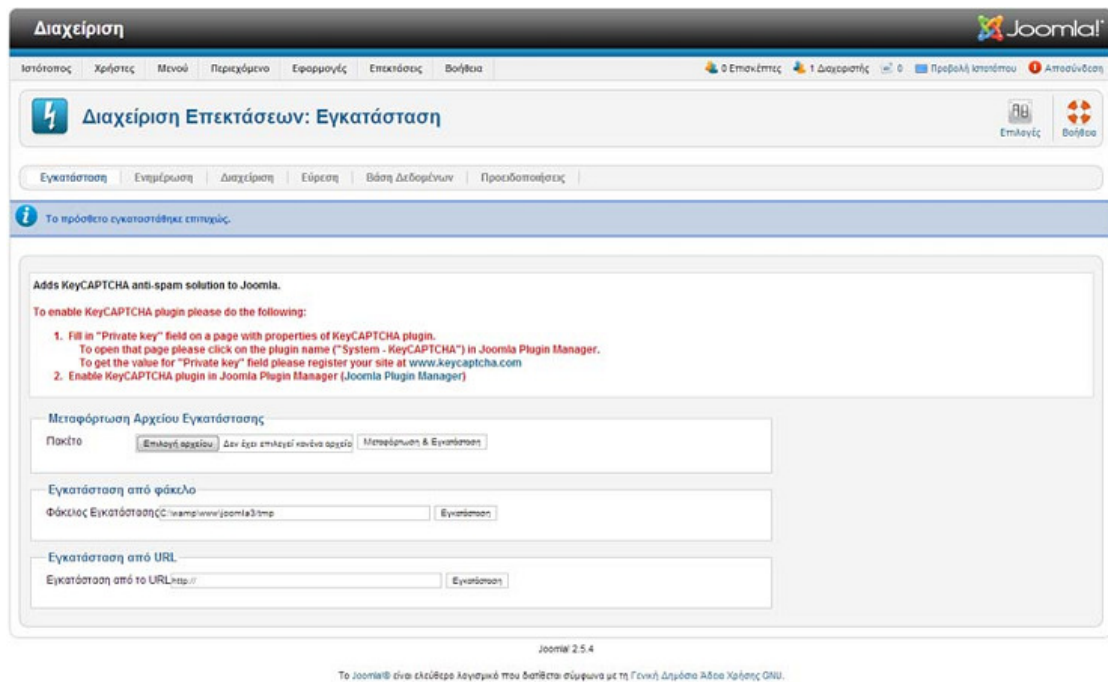 Διαχείριση
Joomla!
Ιστότοπος Χρήστες Μενού Περιεχόμενο Εφαρμογές Επεκτάσεις Βοήθεια 0 Επισκέπτες 1 Διαχειριστής 0 Προβολή Ιστοτόπου Αποσύνδεση
Διαχείριση Επεκτάσεων: Εγκατάσταση
Επιλογές Βοήθεια
Εγκατάσταση Ενημέρωση Διαχείριση Εύρεση Βάση Δεδομένων Προειδοποιήσεις
Το πρόσθετο εγκαταστάθηκε επιτυχώς.
Adds KeyCAPTCHA anti-spam solution to Joomla.
To enable KeyCAPTCHA plugin please do the following:
1. Fill in "Private key" field on a page with properties of KeyCAPTCHA plugin.
To open that page please click on the plugin name ("System - KeyCAPTCHA") in Joomla Plugin Manager.
To get the value for "Private key" field please register your site at www.keycaptcha.com
2. Enable KeyCAPTCHA plugin in Joomla Plugin Manager (Joomla Plugin Manager)
Μεταφόρτωση Αρχείου Εγκατάστασης
Πακέτο Επιλογή αρχείου Δεν έχει επιλεγεί κανένα αρχείο Μεταφόρτωση & Εγκατάσταση
Εγκατάσταση από φάκελο
Φάκελος Εγκατάστασης C:\wamp\www\joomla3/tmp Εγκατάσταση
Εγκατάσταση από URL
Εγκατάσταση από το URL http:// Εγκατάσταση
Joomla! 2.5.4
Το Joomla!® είναι ελεύθερο λογισμικό που διατίθεται σύμφωνα με τη Γενική Δημόσια Άδεια Χρήσης GNU.